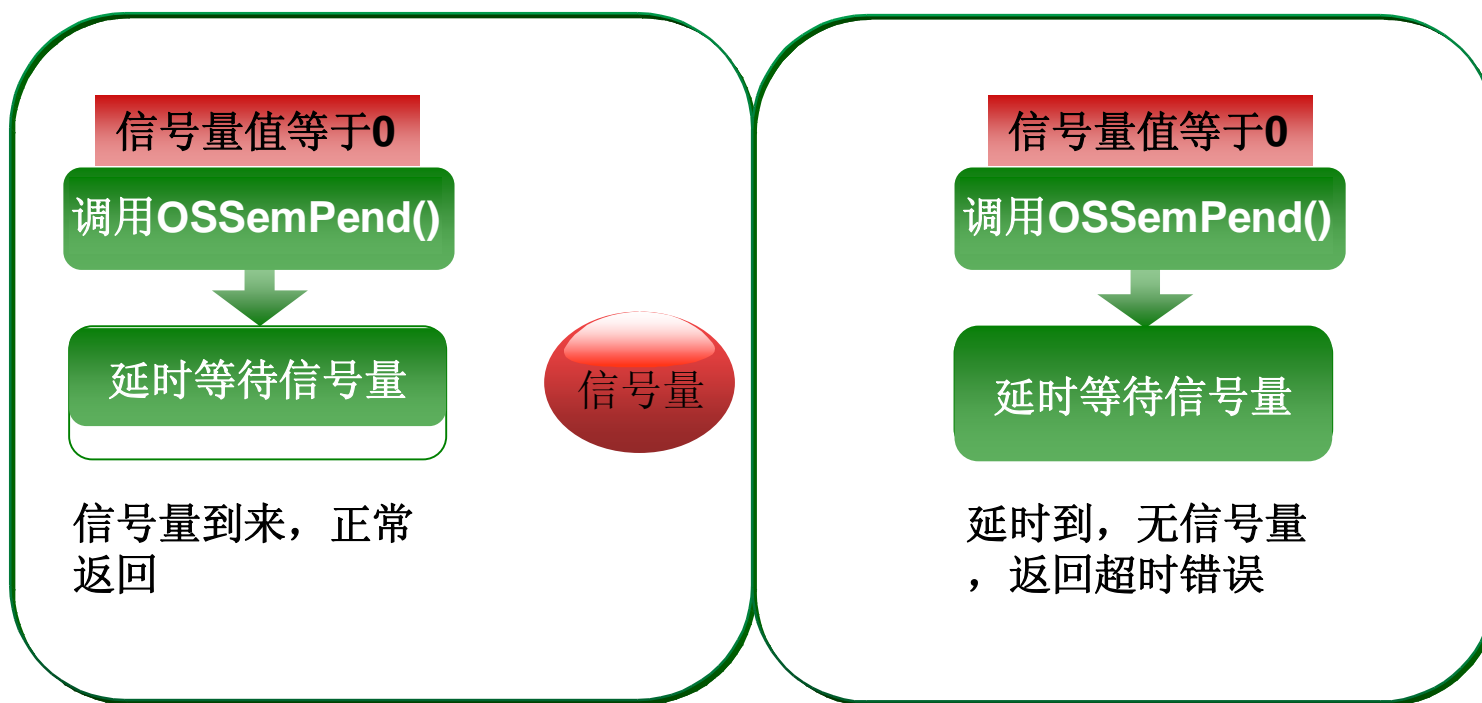 信号量值等于0
调用OSSemPend()
延时等待信号量
信号量到来，正常
返回
信号量
信号量值等于0
调用OSSemPend()
延时等待信号量
延时到，无信号量
，返回超时错误